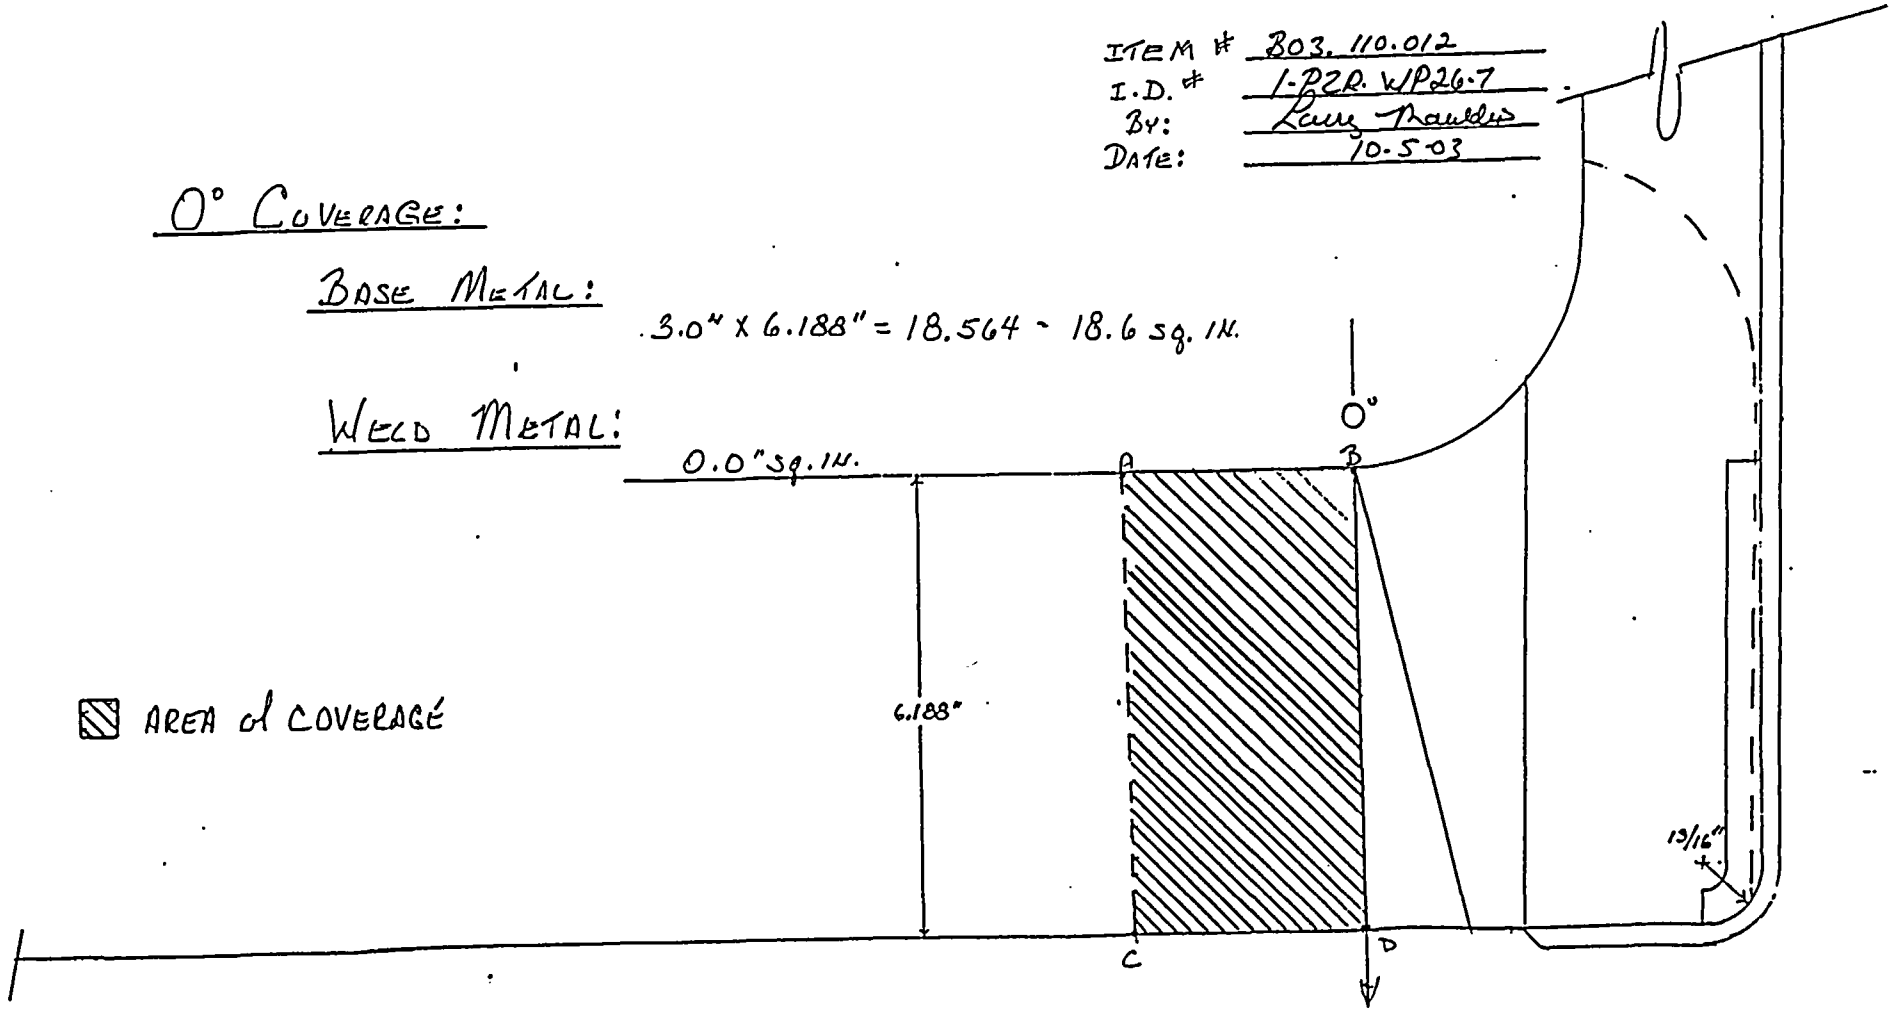 ITEM # B03.110.012
I.D. # 1-PZR-WP26-7
BY: Larry
DATE: 10-5-03
0° COVERAGE:
BASE METAL:
3.0" X 6.188" = 18.564 - 18.6 sq. IN.
WELD METAL:
0.0" sq. IN.
0°
A
B
6.188"
AREA of COVERAGE
13/16"
C
D